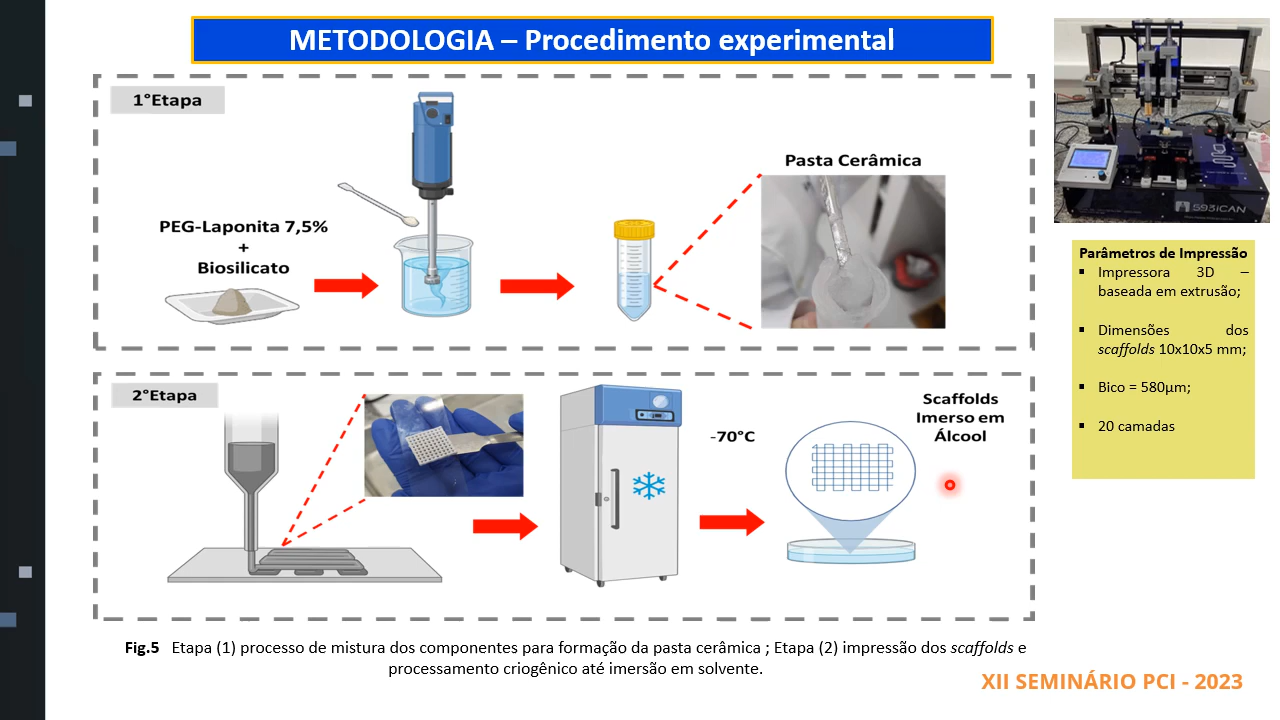 METODOLOGIA – Procedimento experimental
1°Etapa
PEG-Laponita 7,5%
+
Biosilicato
Pasta Cerâmica
2°Etapa
-70°C
Scaffolds
Imerso em
Álcool
Fig.5 Etapa (1) processo de mistura dos componentes para formação da pasta cerâmica ; Etapa (2) impressão dos scaffolds e
processamento criogênico até imersão em solvente.
Parâmetros de Impressão
▪ Impressora 3D –
baseada em extrusão;
▪ Dimensões dos
scaffolds 10x10x5 mm;
▪ Bico = 580µm;
▪ 20 camadas
XII SEMINÁRIO PCI - 2023